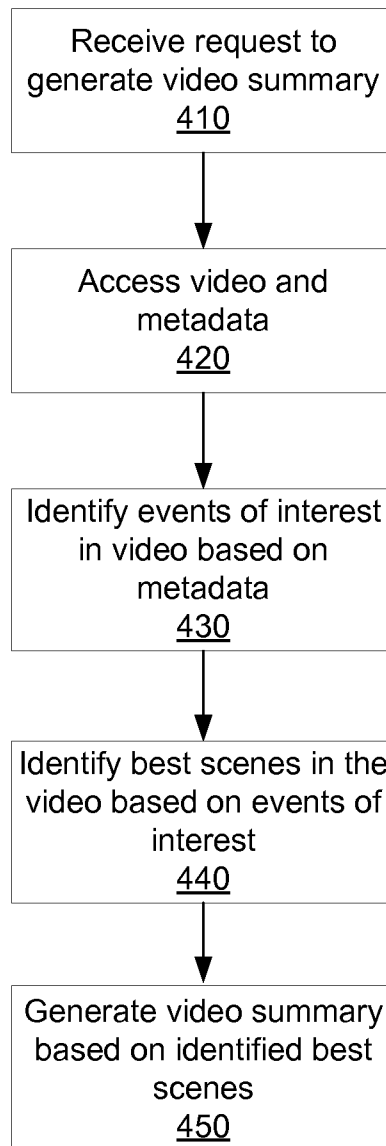 Receive request to
generate video summary
410
Access video and
metadata
420
Identify events of interest
in video based on
metadata
430
Identify best scenes in the
video based on events of
interest
440
Generate video summary
based on identified best
scenes
450